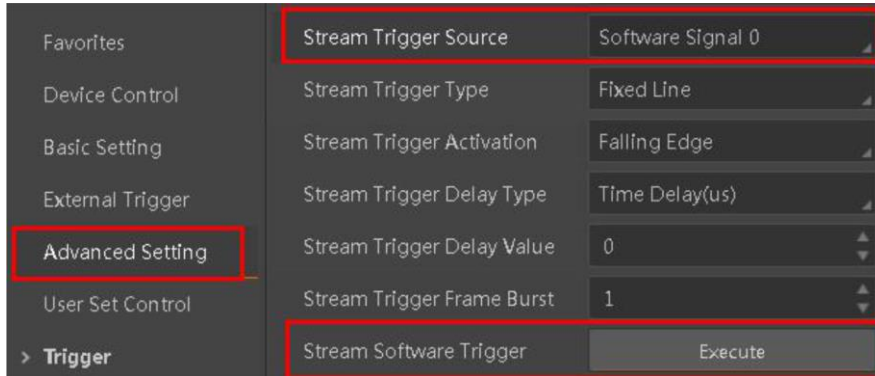 Favorites
Device Control
Basic Setting
External Trigger
Advanced Setting
User Set Control
> Trigger
Stream Trigger Source Software Signal 0
Stream Trigger Type Fixed Line
Stream Trigger Activation Falling Edge
Stream Trigger Delay Type Time Delay(us)
Stream Trigger Delay Value 0
Stream Trigger Frame Burst 1
Stream Software Trigger Execute